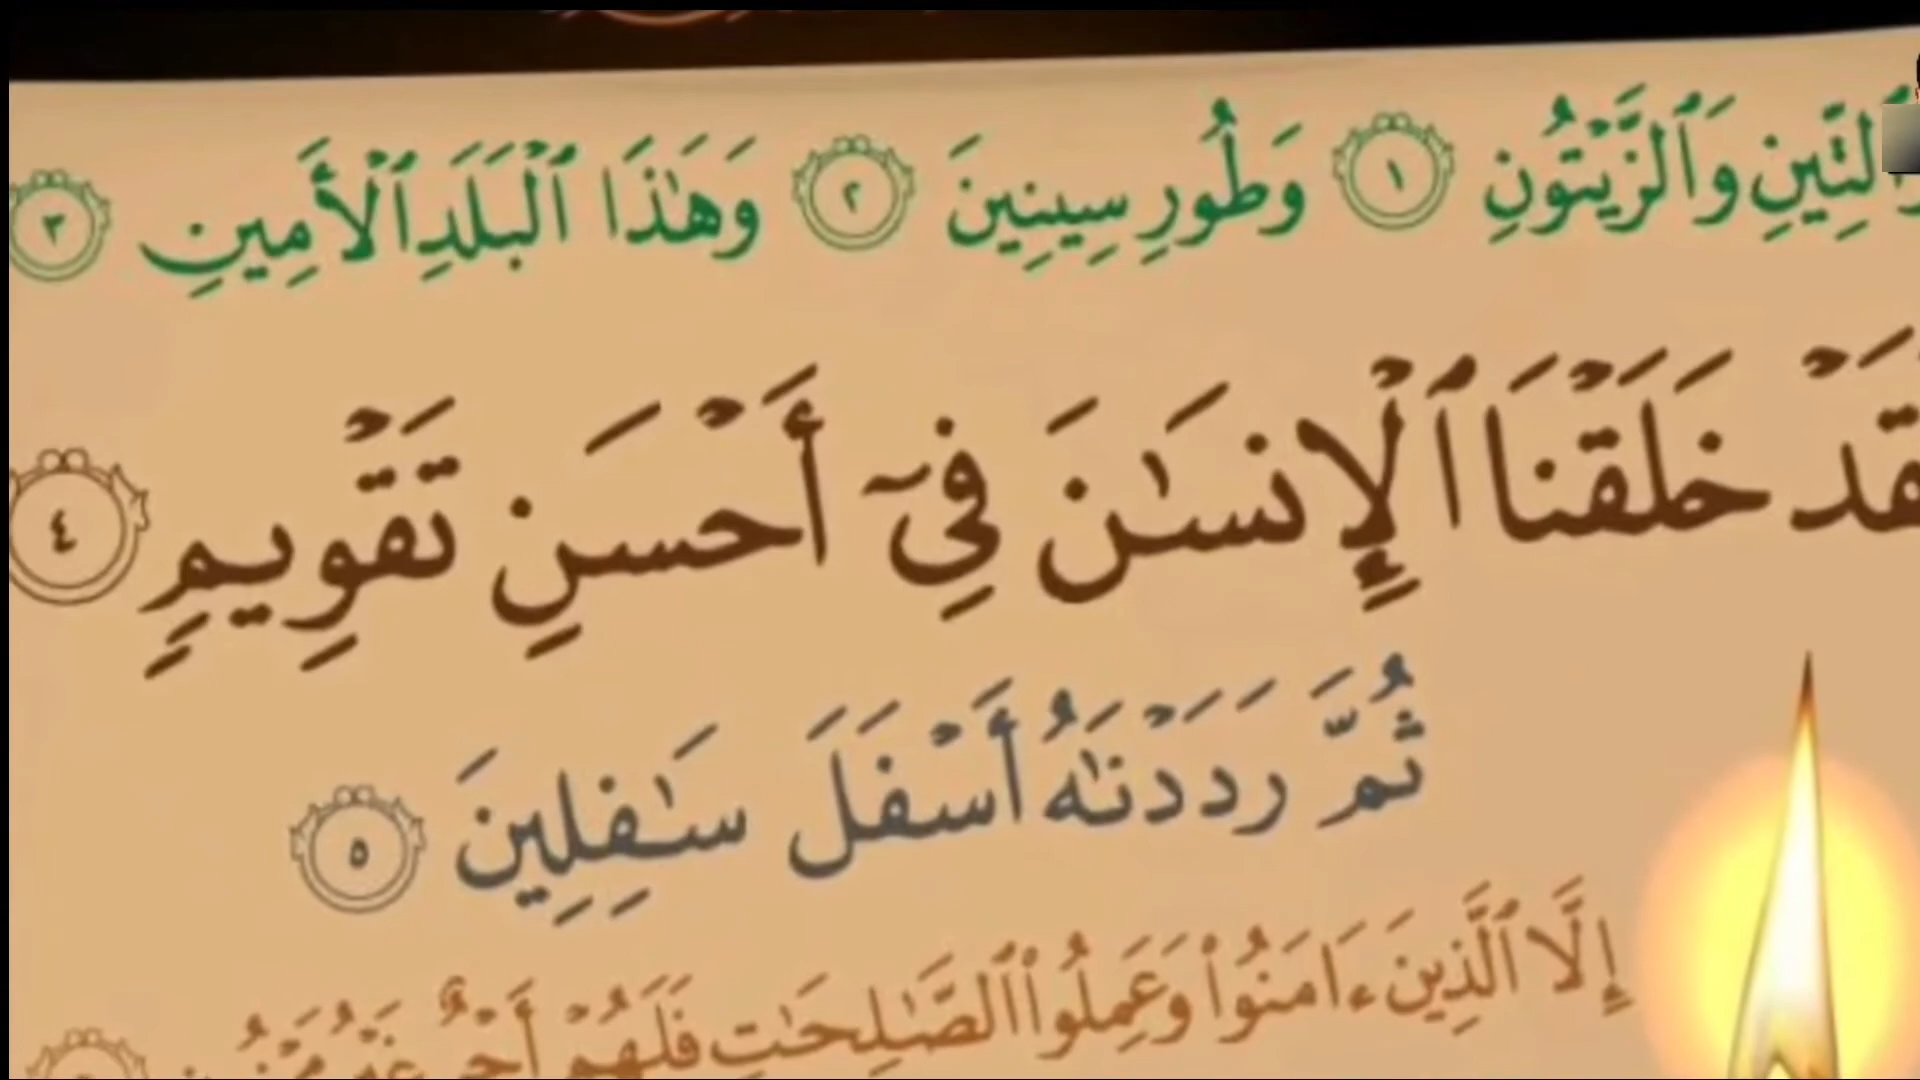 وَٱلتِّينِ وَٱلزَّيْتُونِ ١ وَطُورِ سِينِينَ ٢ وَهَٰذَا ٱلْبَلَدِ ٱلْأَمِينِ ٣
قَدْ خَلَقْنَا ٱلْإِنسَٰنَ فِىٓ أَحْسَنِ تَقْوِيمٍ ٤
ثُمَّ رَدَدْنَٰهُ أَسْفَلَ سَٰفِلِينَ ٥
إِلَّا ٱلَّذِينَ ءَامَنُوا۟ وَعَمِلُوا۟ ٱلصَّٰلِحَٰتِ فَلَهُمْ أَجْرٌ غَيْرُ